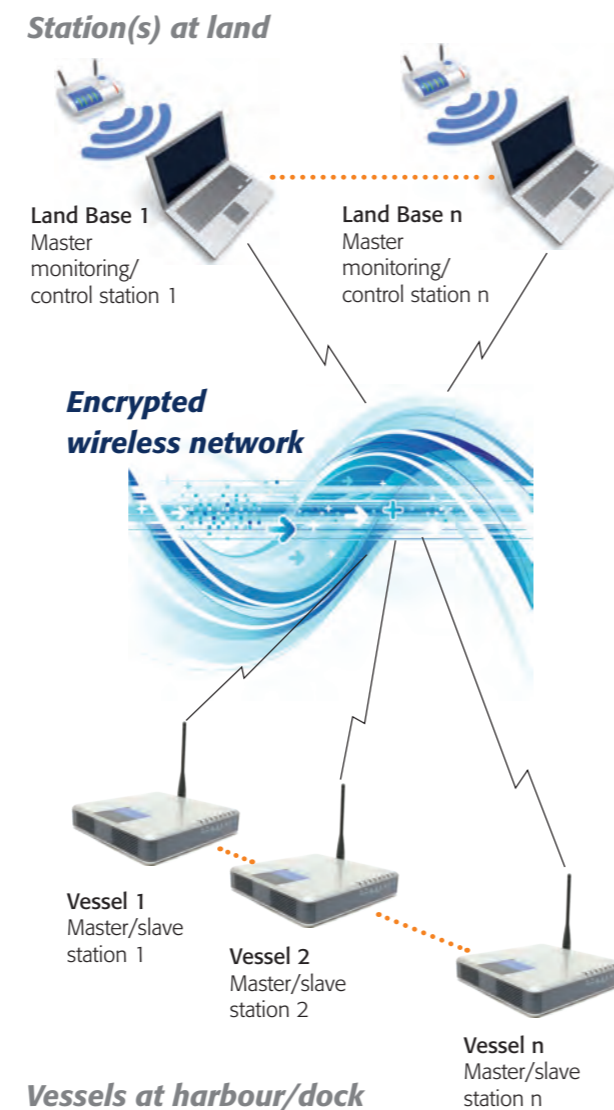 Station(s) at land
Land Base 1
Master
monitoring/
control station 1
Land Base n
Master
monitoring/
control station n
Encrypted
wireless network
Vessel 1
Master/slave
station 1
Vessel 2
Master/slave
station 2
Vessel n
Master/slave
station n
Vessels at harbour/dock